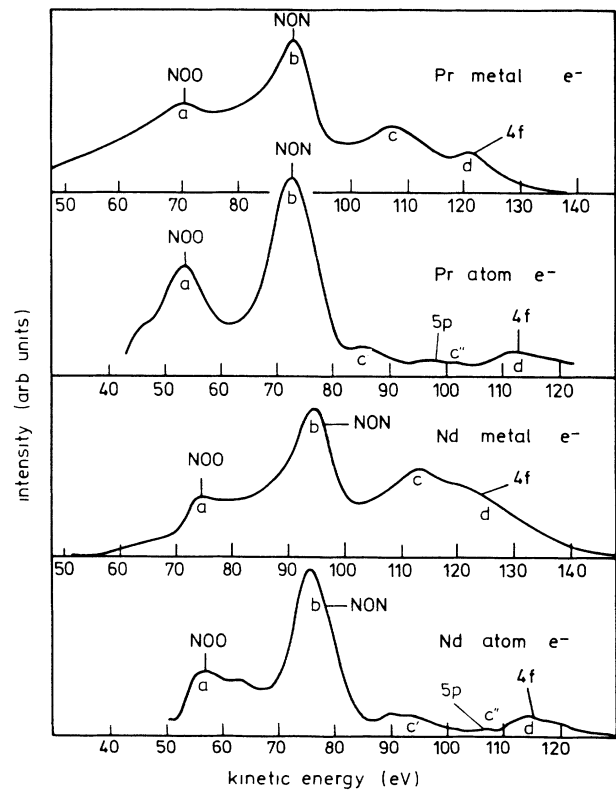 NON
b
NOO
a
Pr metal e⁻
c
4f
d
50 60 70 80 100 110 120 130 140
NON
b
NOO
a
Pr atom e⁻
c
5p
c"
4f
d
40 50 60 70 80 90 100 110 120
b
NON
NOO
a
Nd metal e⁻
c
4f
d
50 60 70 80 90 100 110 120 130 140
b
NON
NOO
a
Nd atom e⁻
c'
5p
c"
4f
d
40 50 60 70 80 90 100 110 120
kinetic energy (eV)
intensity (arb units)